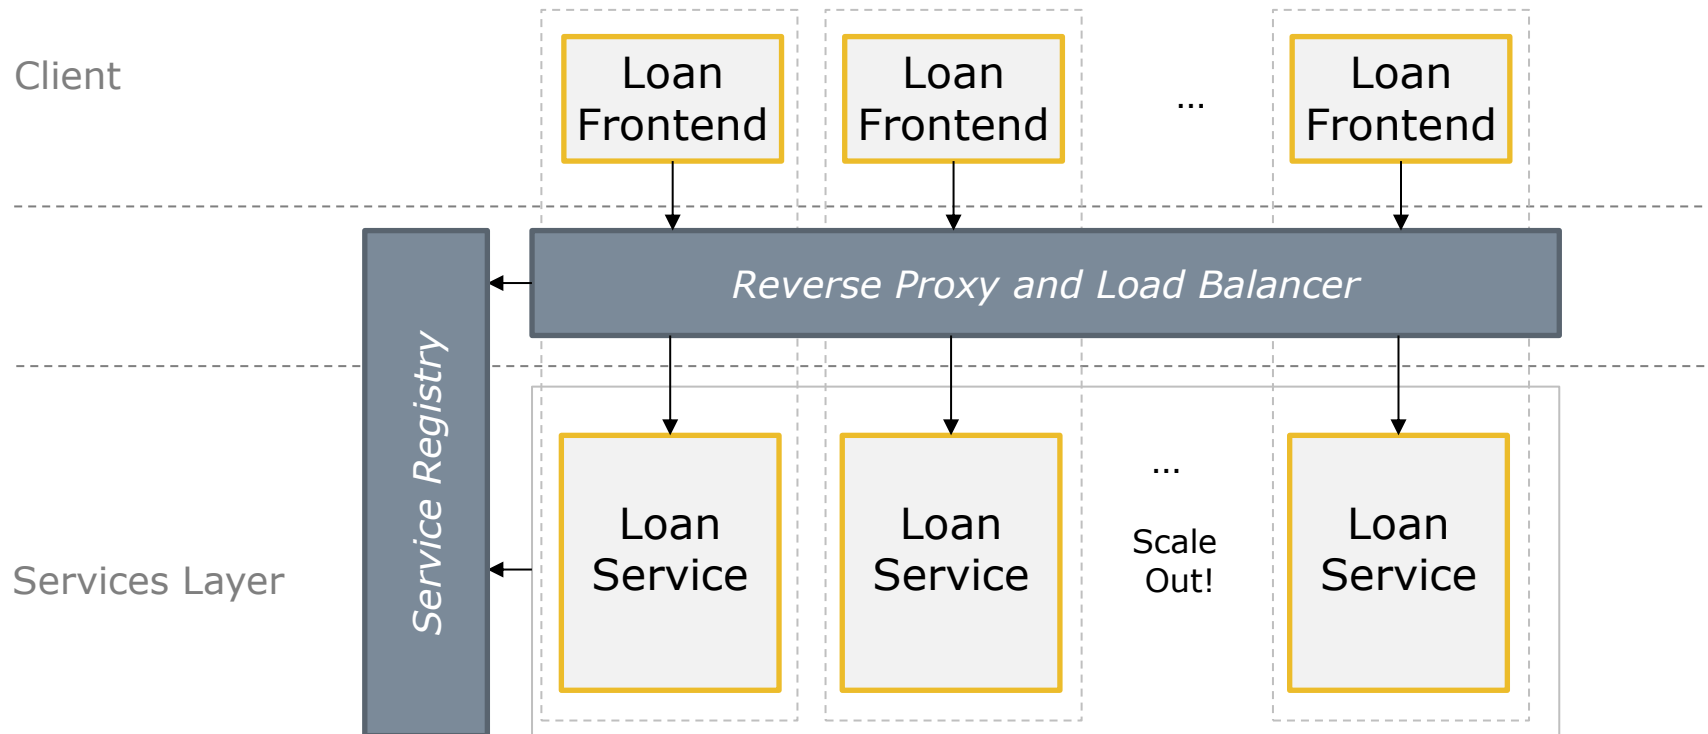 Client
Loan
Frontend
Loan
Frontend
...
Loan
Frontend
Reverse Proxy and Load Balancer
Service Registry
Services Layer
Loan
Service
Loan
Service
...
Scale
Out!
Loan
Service